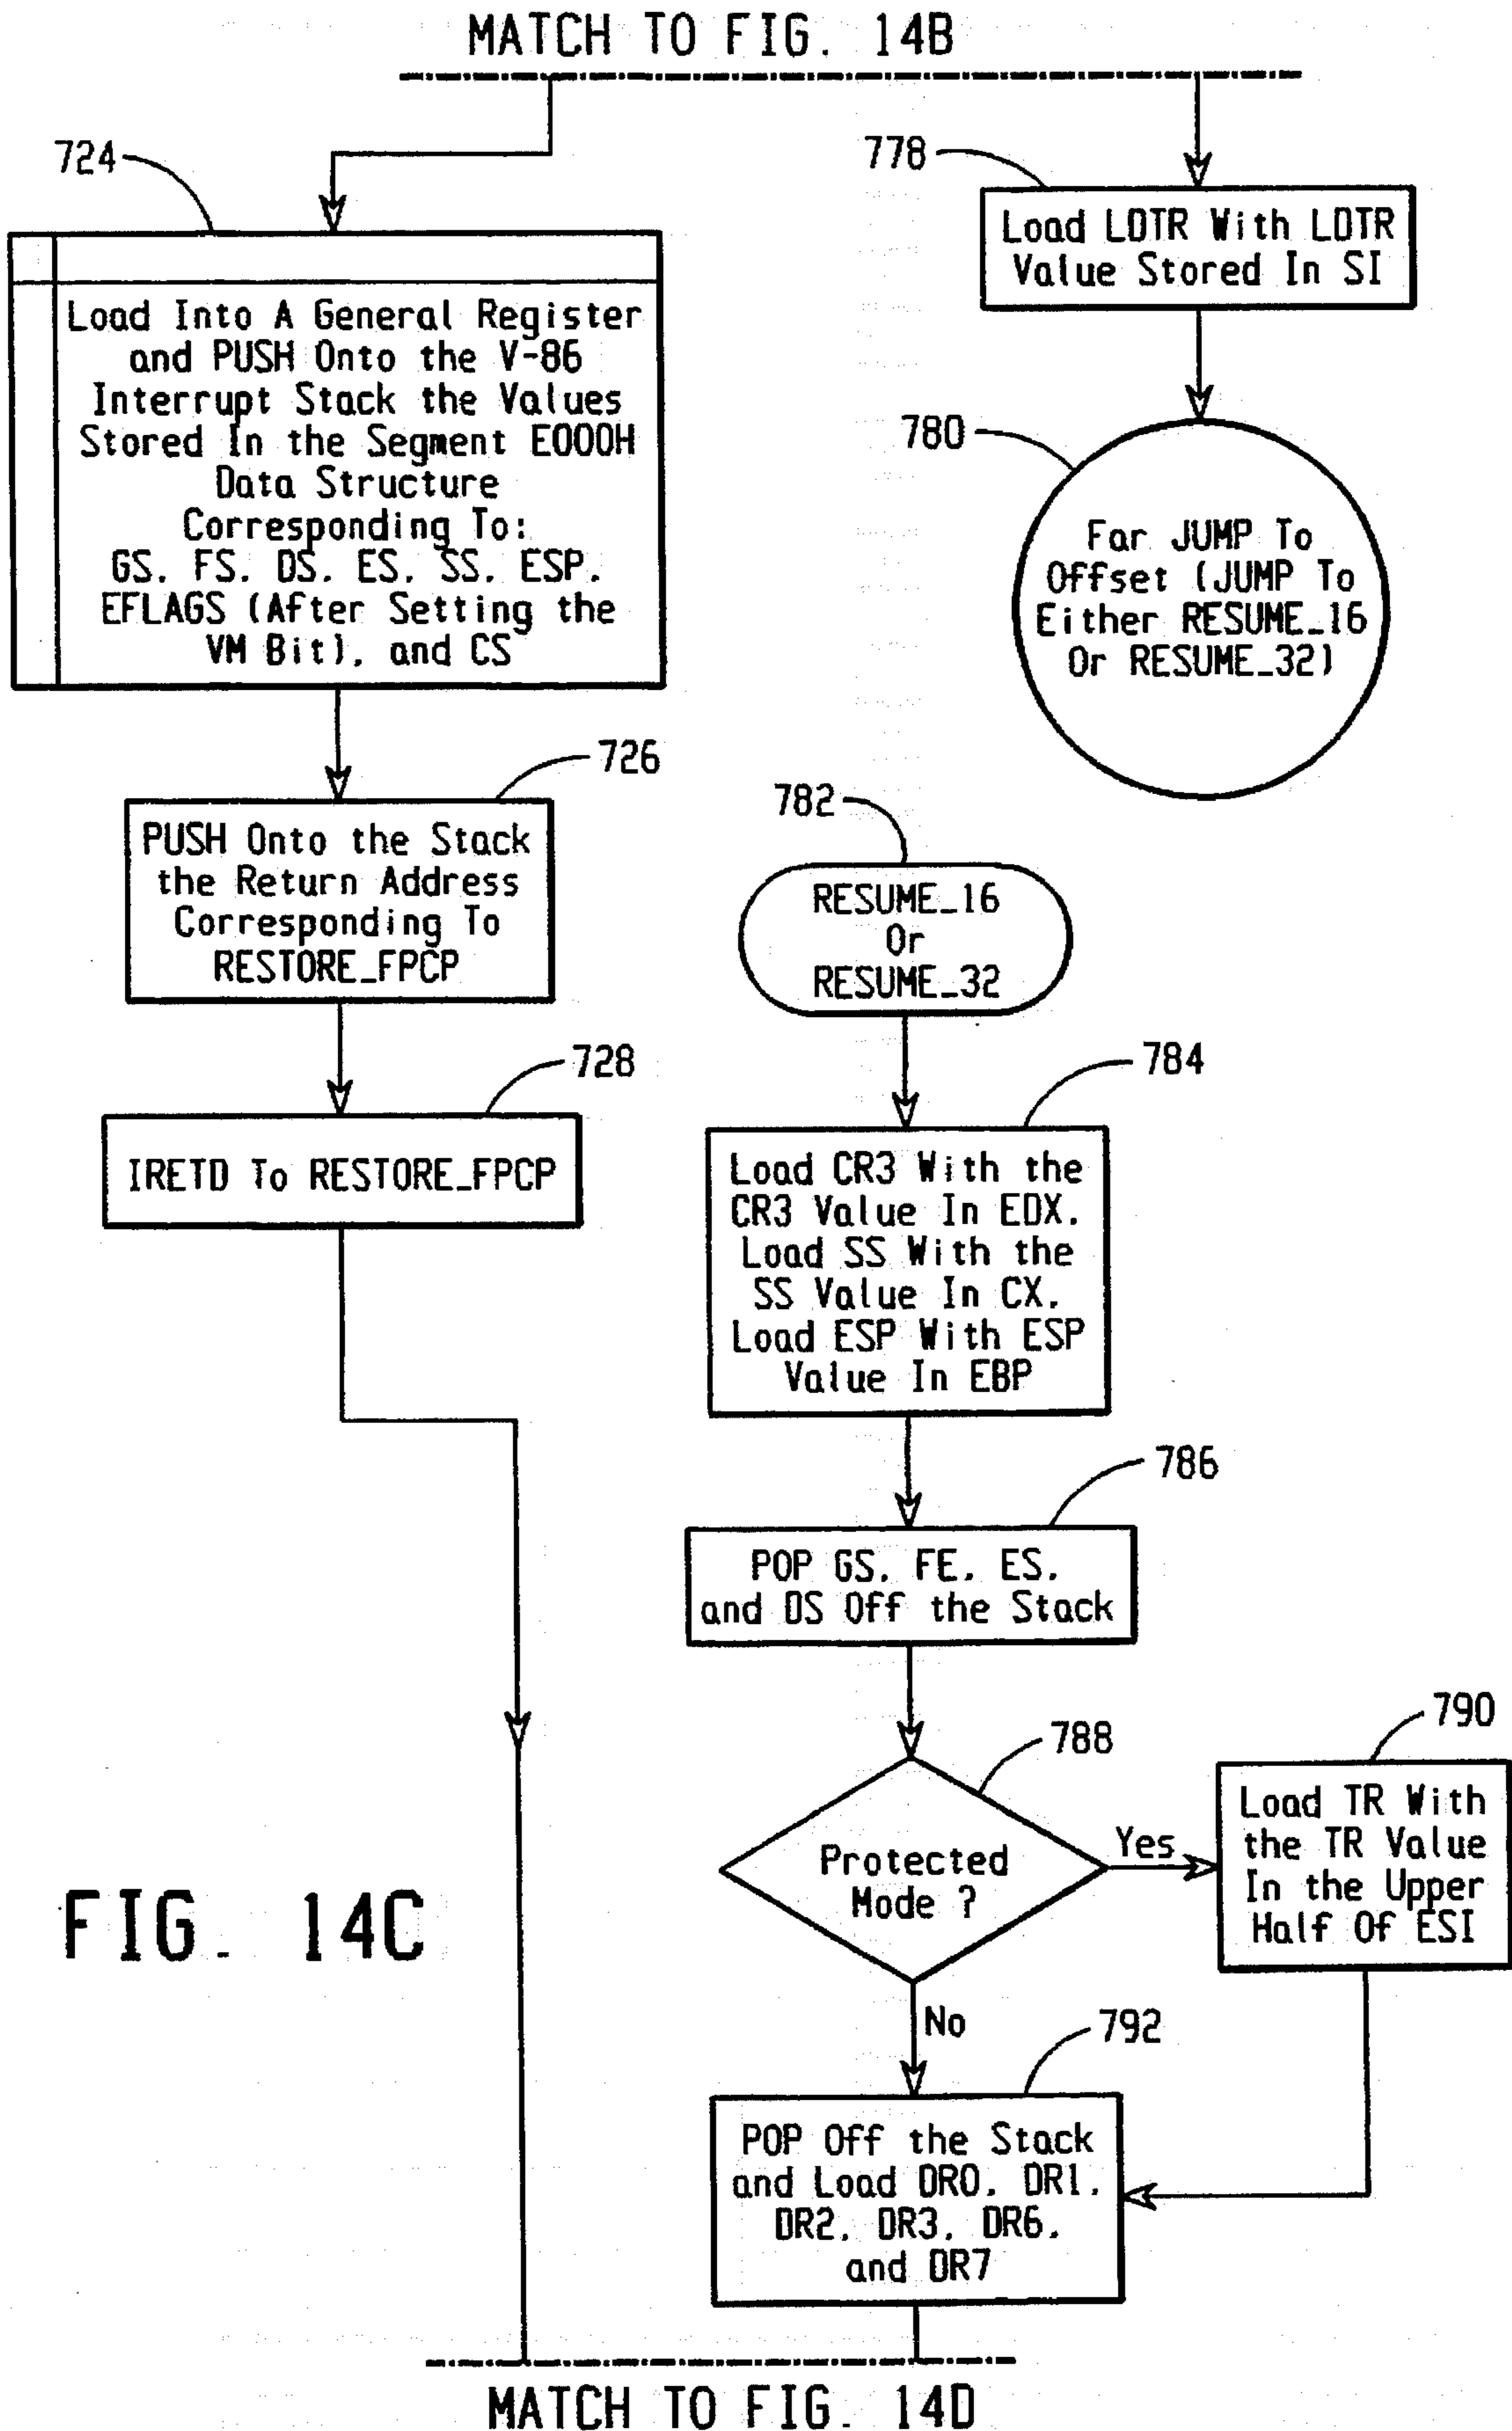 MATCH TO FIG. 14B
724
Load Into A General Register
and PUSH Onto the V-86
Interrupt Stack the Values
Stored In the Segment E000H
Data Structure
Corresponding To:
GS, FS, DS, ES, SS, ESP,
EFLAGS (After Setting the
VM Bit), and CS
726
PUSH Onto the Stack
the Return Address
Corresponding To
RESTORE_FPCP
728
IRETD To RESTORE_FPCP
778
Load LDTR With LDTR
Value Stored In SI
780
Far JUMP To
Offset (JUMP To
Either RESUME_16
Or RESUME_32)
782
RESUME_16
Or
RESUME_32
784
Load CR3 With the
CR3 Value In EDX,
Load SS With the
SS Value In CX,
Load ESP With ESP
Value In EBP
786
POP GS, FE, ES,
and DS Off the Stack
788
Protected
Mode ?
Yes
790
Load TR With
the TR Value
In the Upper
Half Of ESI
No
792
POP Off the Stack
and Load DR0, DR1,
DR2, DR3, DR6,
and DR7
FIG. 14C
MATCH TO FIG. 14D